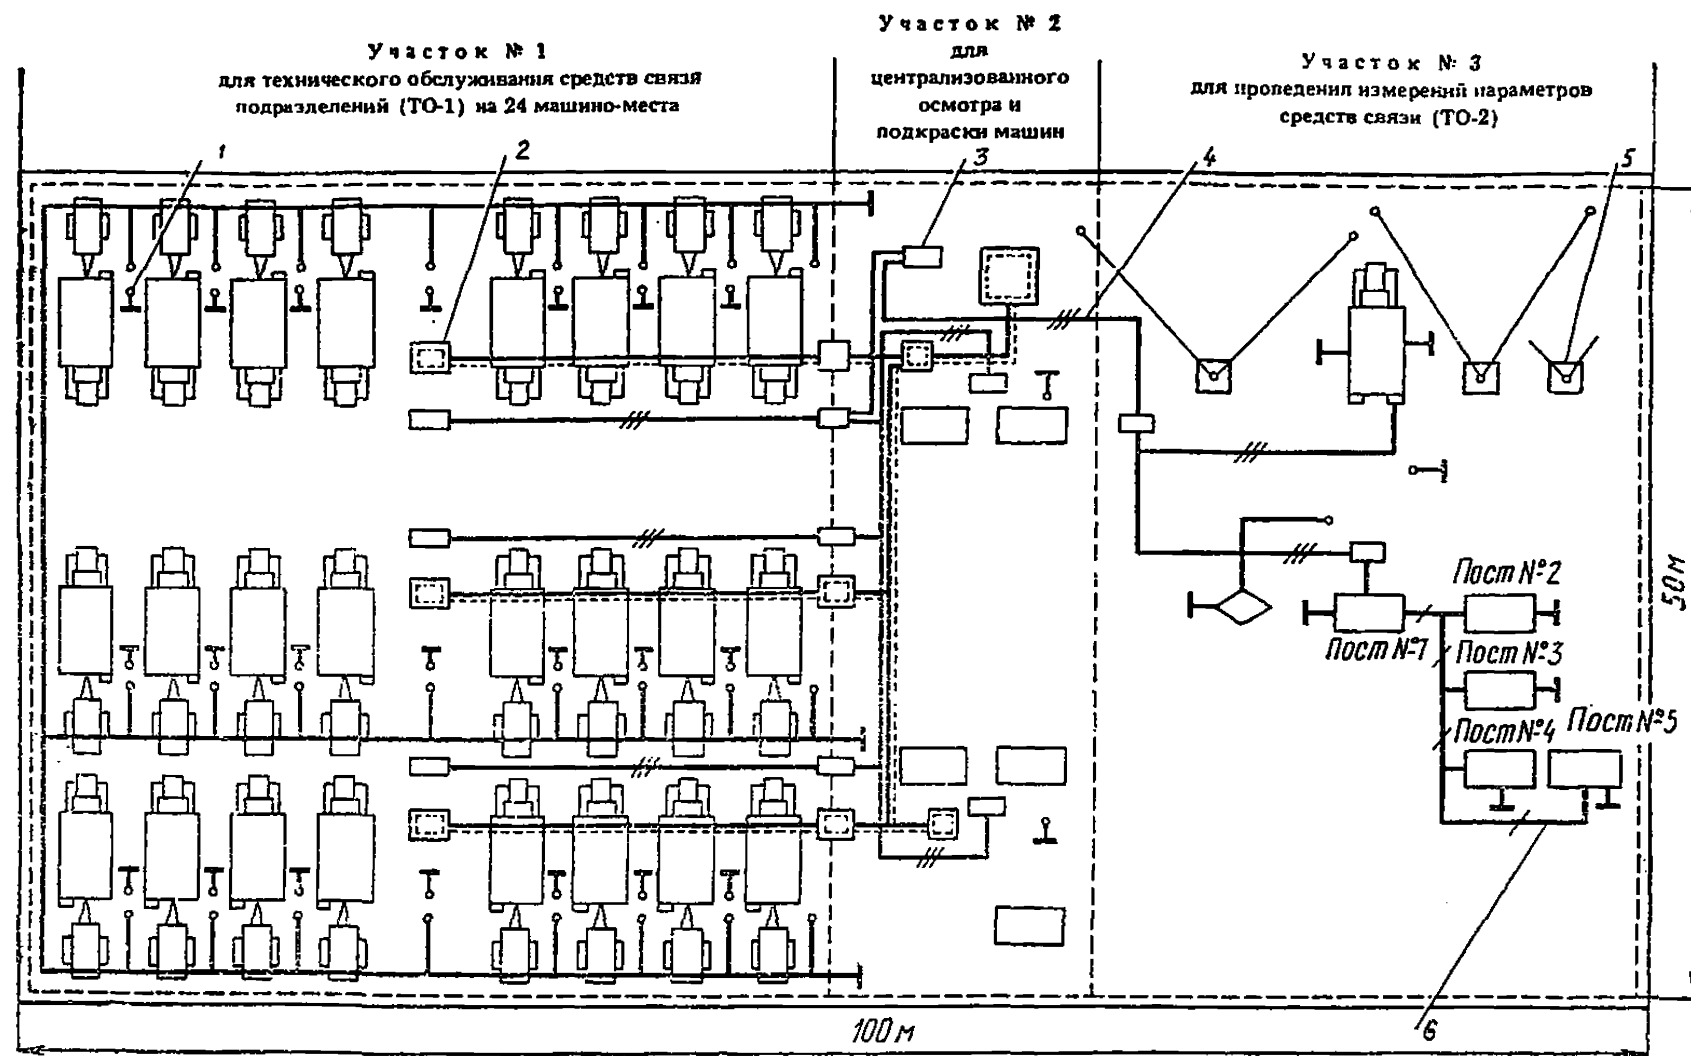 Участок № 1
для технического обслуживания средств связи
подразделений (ТО-1) на 24 машино-места
Участок № 2
для
централизованного
осмотра и
подкраски машин
Участок № 3
для проведения измерений параметров
средств связи (ТО-2)
1
2
3
4
5
Пост №2
Пост №1
Пост №3
Пост №4
Пост №5
50 м
6
100 м